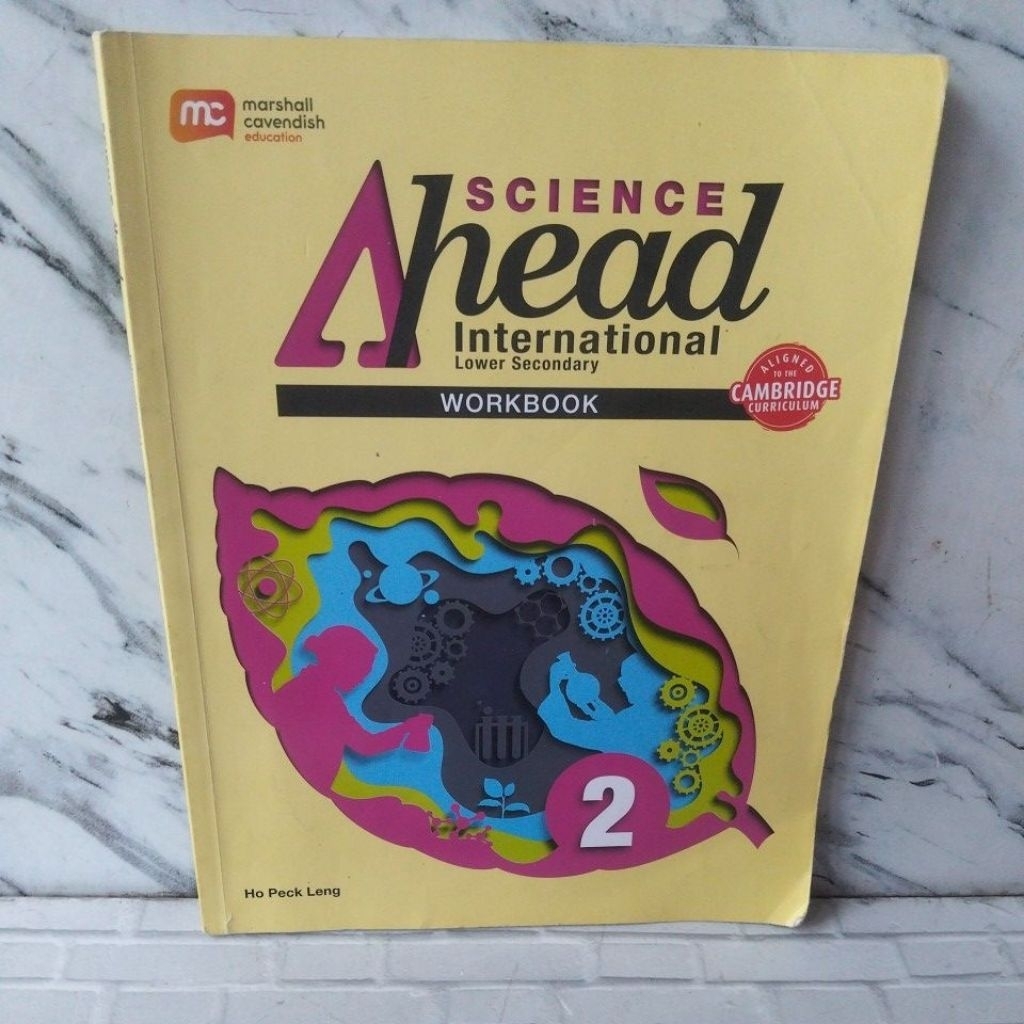 mc
marshall
cavendish
education
SCIENCE
Ahead
International
Lower Secondary
WORKBOOK
ALIGNED
TO THE
CAMBRIDGE
CURRICULUM
2
Ho Peck Leng